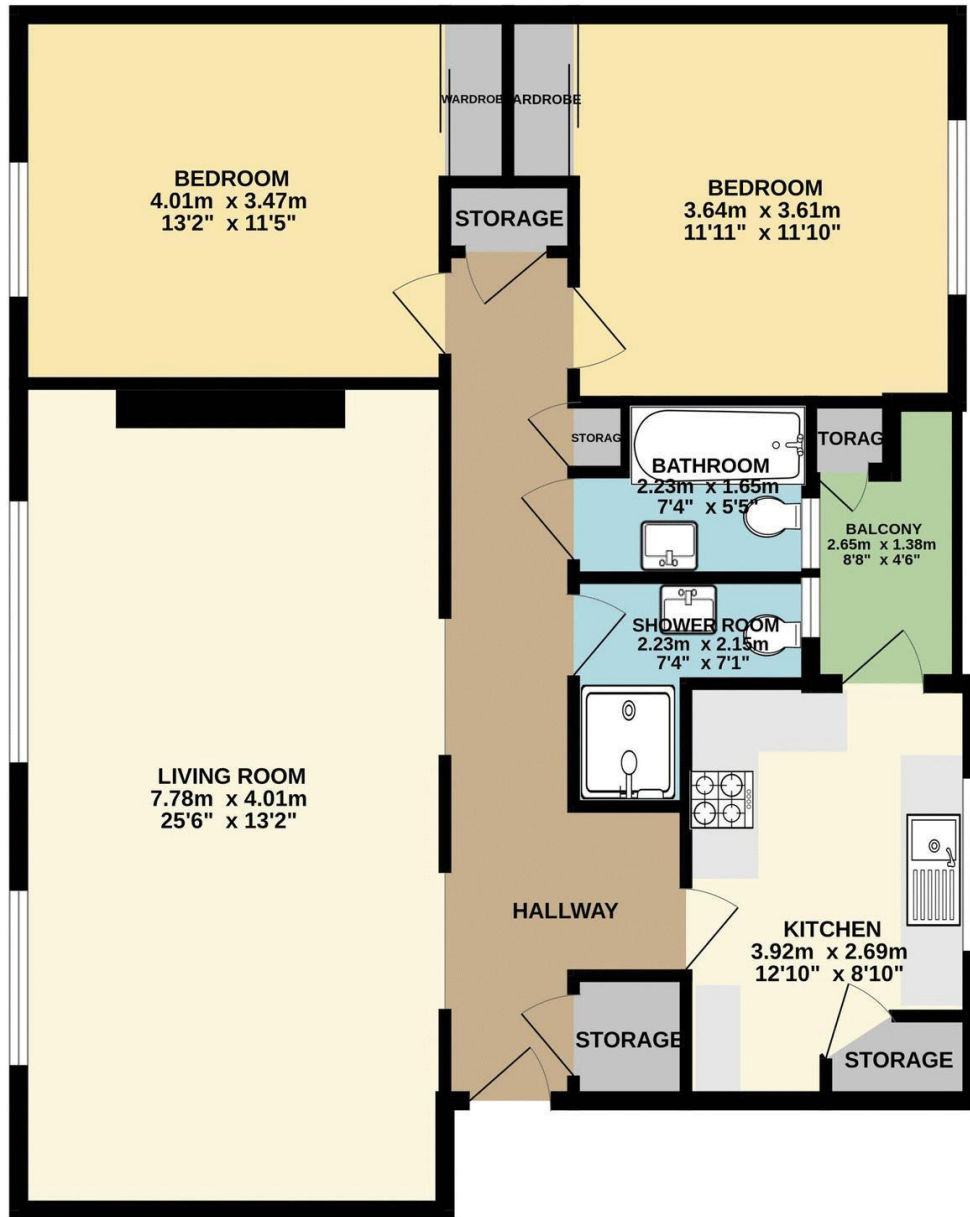 WARDROBE
ARDROBE
BEDROOM
4.01m x 3.47m
13'2" x 11'5"
BEDROOM
3.64m x 3.61m
11'11" x 11'10"
STORAGE
STORAG
BATHROOM
2.23m x 1.65m
7'4" x 5'5"
TORAG
BALCONY
2.65m x 1.38m
8'8" x 4'6"
SHOWER ROOM
2.23m x 2.15m
7'4" x 7'1"
LIVING ROOM
7.78m x 4.01m
25'6" x 13'2"
HALLWAY
KITCHEN
3.92m x 2.69m
12'10" x 8'10"
STORAGE
STORAGE